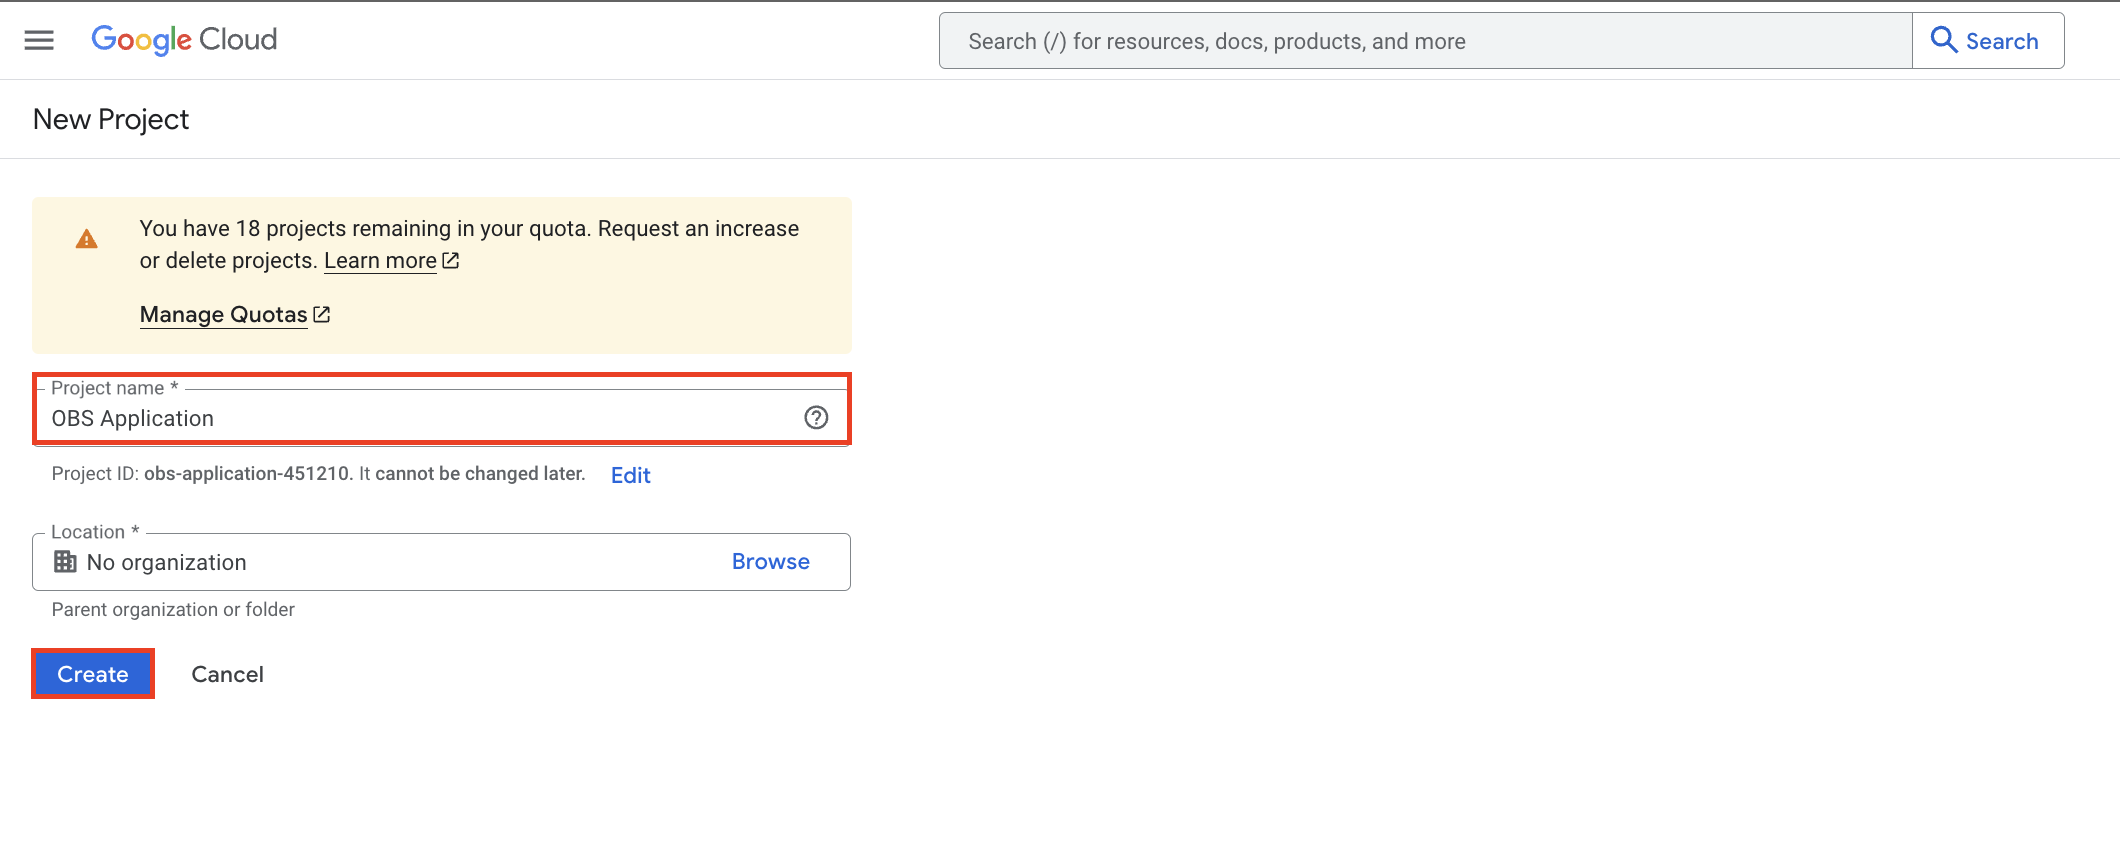 Google Cloud
Search (/) for resources, docs, products, and more
Search
New Project
You have 18 projects remaining in your quota. Request an increase
or delete projects. Learn more
Manage Quotas
Project name *
OBS Application
Project ID: obs-application-451210. It cannot be changed later. Edit
Location *
No organization
Browse
Parent organization or folder
Create
Cancel